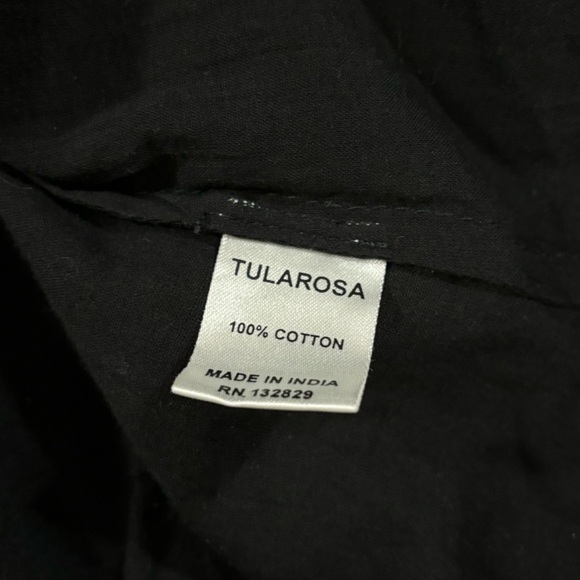 TULAROSA
100% COTTON
MADE IN INDIA
RN 132829